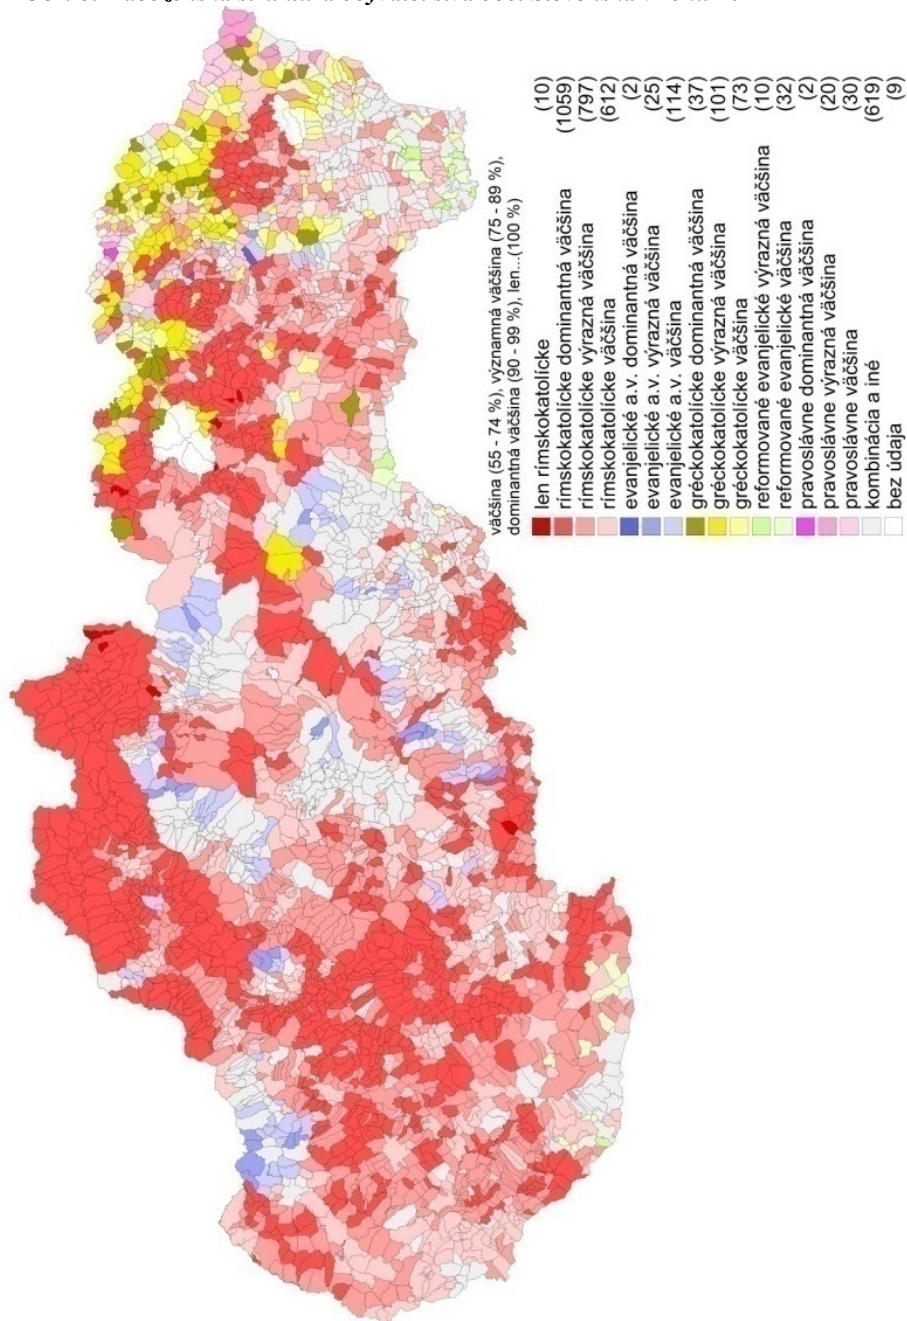 väčšina (55 - 74 %), významná väčšina (75 - 89 %),
dominantná väčšina (90 - 99 %), len...(100 %)
len rímskokatolícke (10)
rímskokatolícke dominantná väčšina (1059)
rímskokatolícke výrazná väčšina (797)
rímskokatolícke väčšina (612)
evanjelické a.v. dominantná väčšina (2)
evanjelické a.v. výrazná väčšina (25)
evanjelické a.v. väčšina (114)
gréckokatolícke dominantná väčšina (37)
gréckokatolícke výrazná väčšina (101)
gréckokatolícke väčšina (73)
reformované evanjelické výrazná väčšina (10)
reformované evanjelické väčšina (32)
pravoslávne dominantná väčšina (2)
pravoslávne výrazná väčšina (20)
pravoslávne väčšina (30)
kombinácia a iné (619)
bez údaja (9)